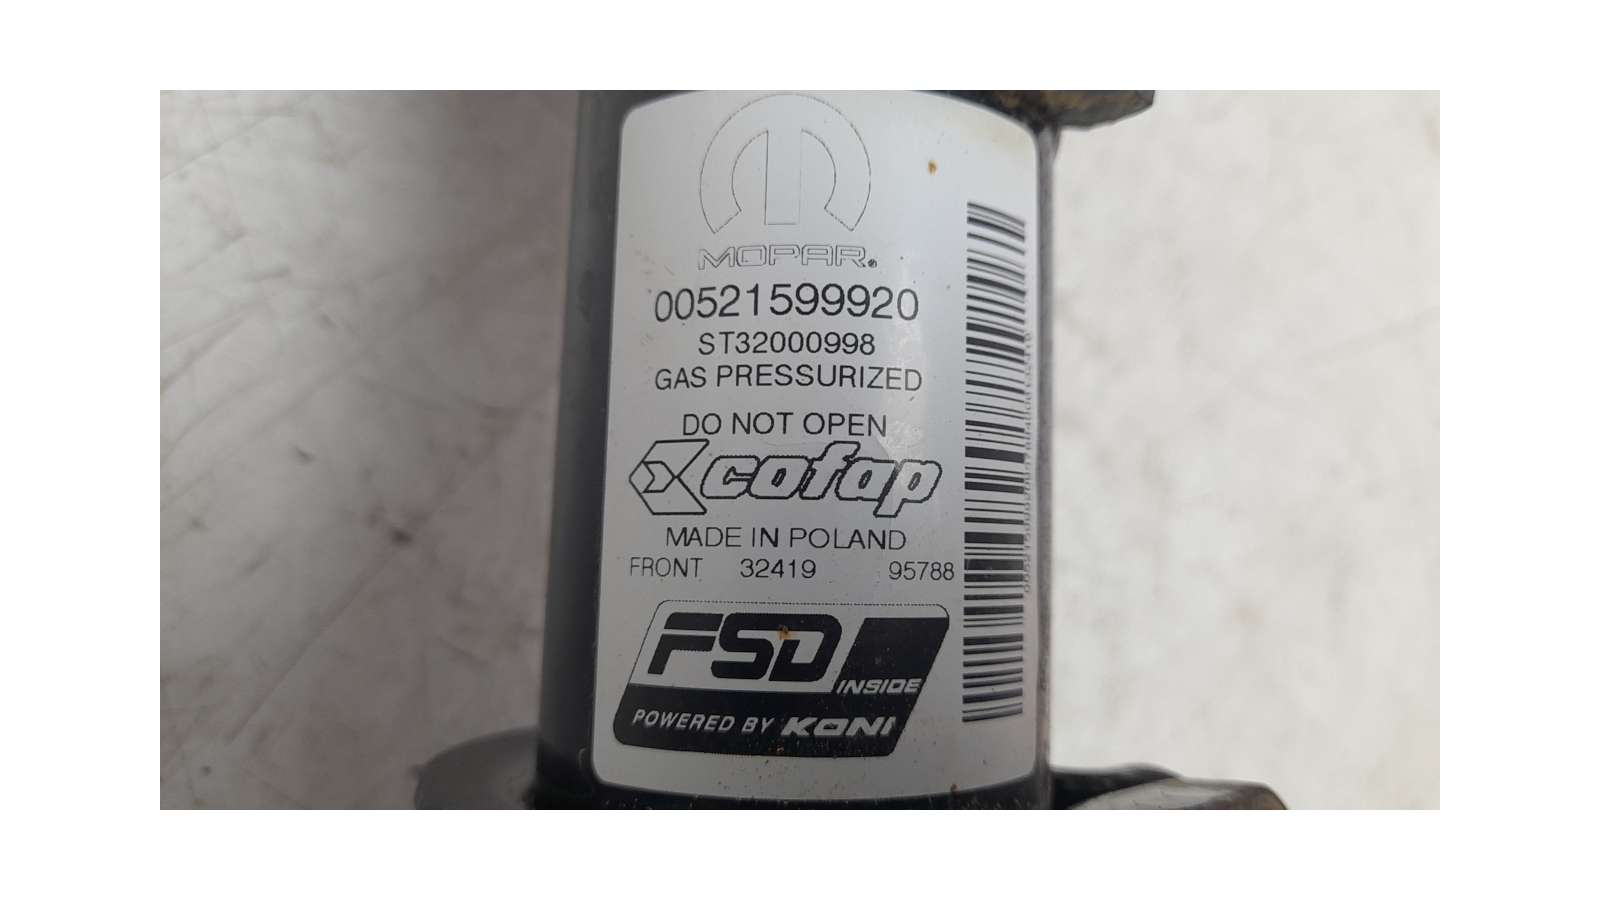 MOPAR®
00521599920
ST32000998
GAS PRESSURIZED
DO NOT OPEN
cofap
MADE IN POLAND
FRONT 32419 95788
FSD
INSIDE
POWERED BY KONI